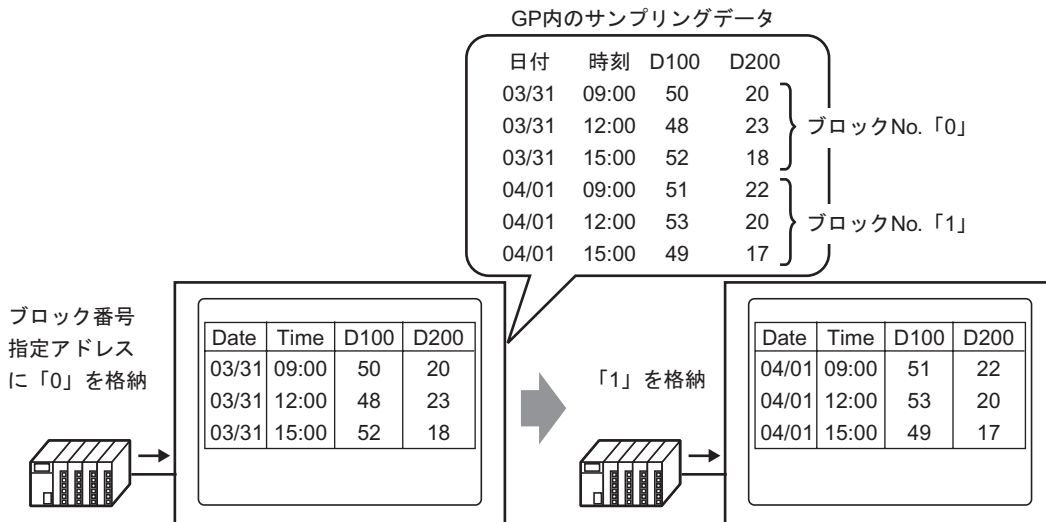 GP内のサンプリングデータ
日付 時刻 D100 D200
03/31 09:00 50 20
03/31 12:00 48 23
03/31 15:00 52 18
ブロックNo.「0」
04/01 09:00 51 22
04/01 12:00 53 20
04/01 15:00 49 17
ブロックNo.「1」
ブロック番号
指定アドレス
に「0」を格納
Date Time D100 D200
03/31 09:00 50 20
03/31 12:00 48 23
03/31 15:00 52 18
「1」を格納
Date Time D100 D200
04/01 09:00 51 22
04/01 12:00 53 20
04/01 15:00 49 17